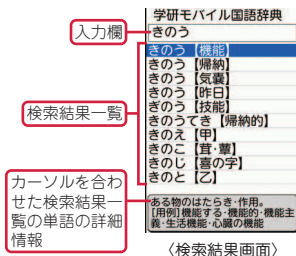 学研モバイル国語辞典
入力欄
きのう
きのう【機能】
きのう【帰納】
きのう【気嚢】
きのう【昨日】
ぎのう【技能】
検索結果一覧
きのうてき【帰納的】
きのえ【甲】
きのこ【茸・蕈】
きのじ【喜の字】
きのと【乙】
カーソルを合わ
せた検索結果一
覧の単語の詳細
情報
ある物のはたらき・作用。
[用例]機能する・機能的・機能主
義・生活機能・心臓の機能
〈検索結果画面〉